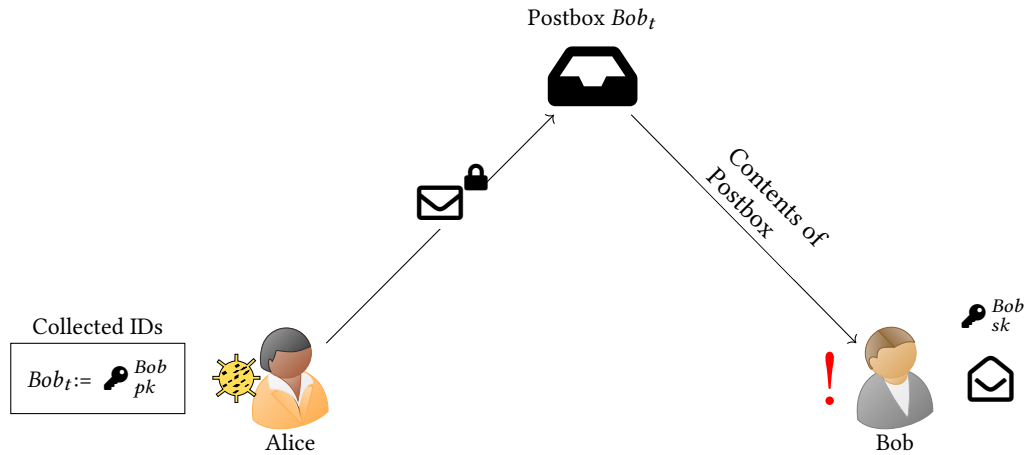 Postbox Bob_t
Contents of
Postbox
Collected IDs
Bob_t:= Bob
pk
Bob
sk
!
Alice
Bob